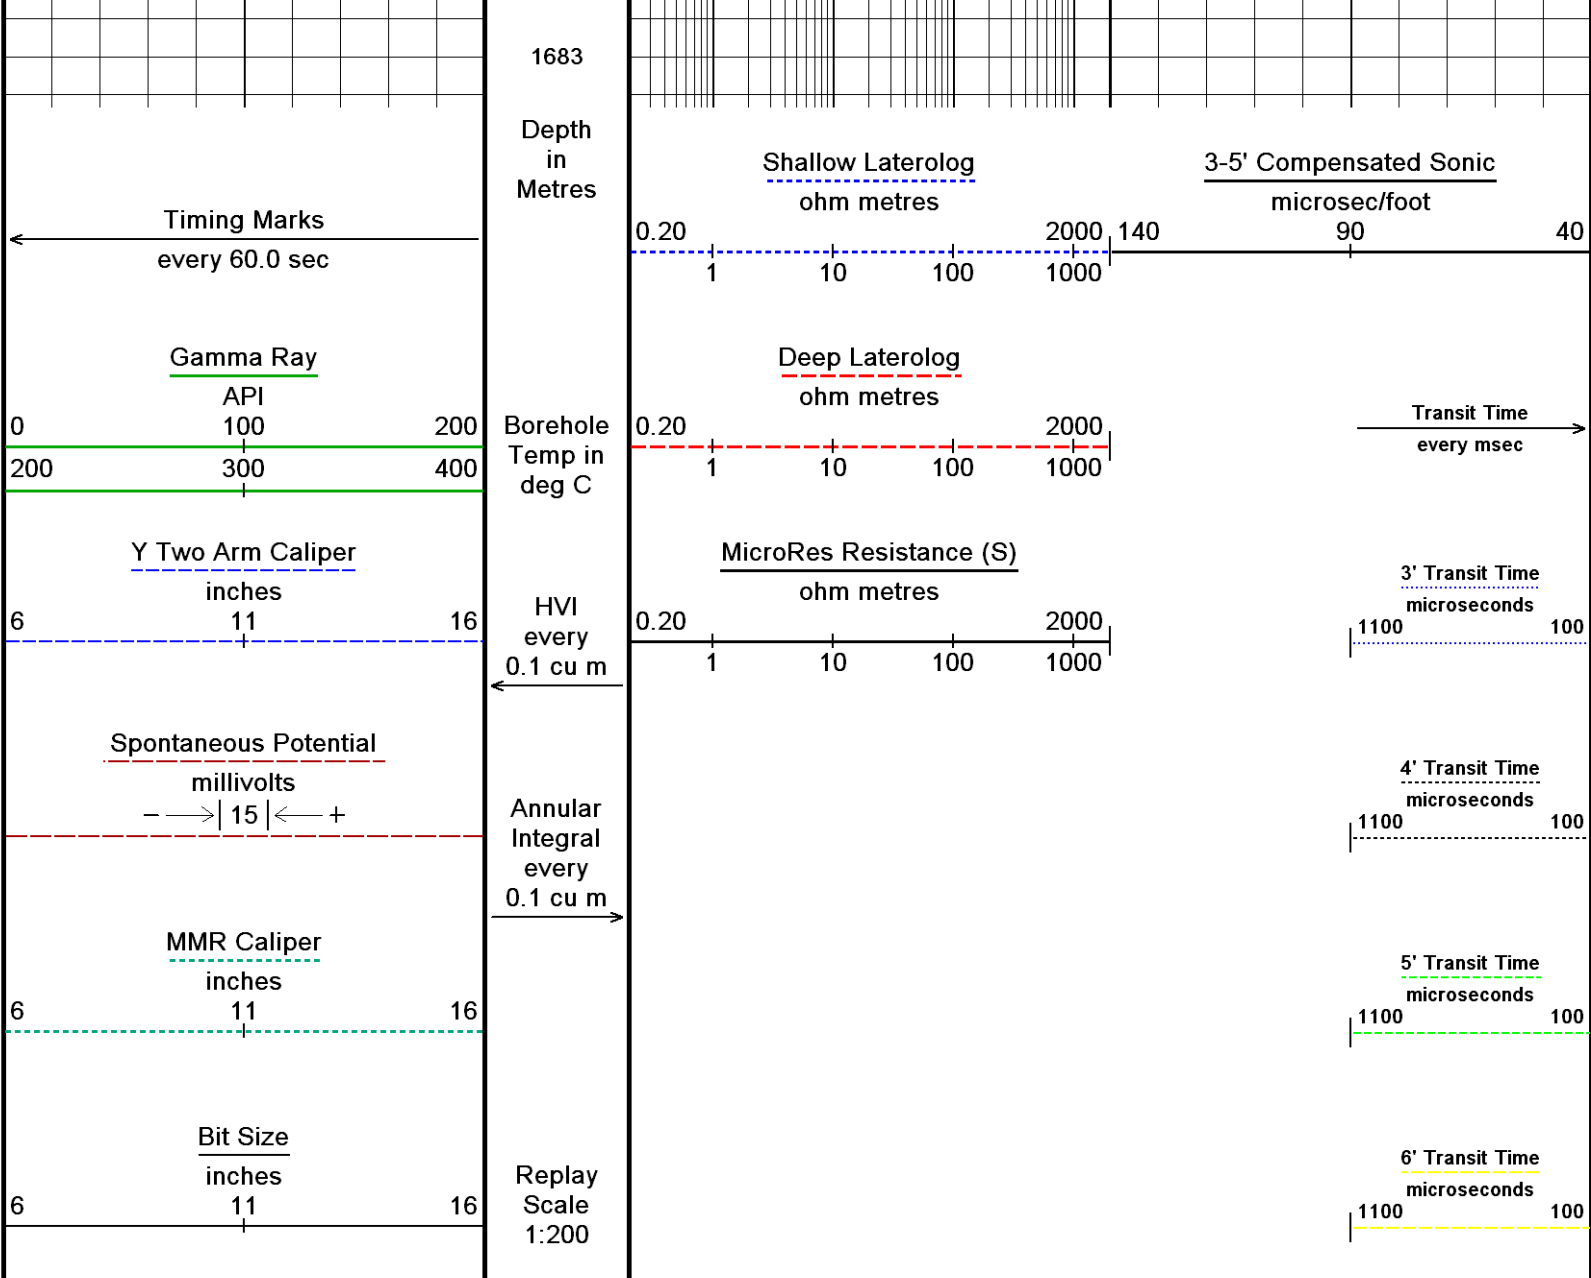 1683
Depth
in
Metres
Timing Marks
every 60.0 sec
Gamma Ray
API
0 100 200
200 300 400
Y Two Arm Caliper
inches
6 11 16
Spontaneous Potential
millivolts
− 15 +
MMR Caliper
inches
6 11 16
Bit Size
inches
6 11 16
Borehole
Temp in
deg C
HVI
every
0.1 cu m
Annular
Integral
every
0.1 cu m
Replay
Scale
1:200
Shallow Laterolog
ohm metres
0.20 2000
1 10 100 1000
Deep Laterolog
ohm metres
0.20 2000
1 10 100 1000
MicroRes Resistance (S)
ohm metres
0.20 2000
1 10 100 1000
3-5' Compensated Sonic
microsec/foot
140 90 40
Transit Time
every msec
3' Transit Time
microseconds
1100 100
4' Transit Time
microseconds
1100 100
5' Transit Time
microseconds
1100 100
6' Transit Time
microseconds
1100 100